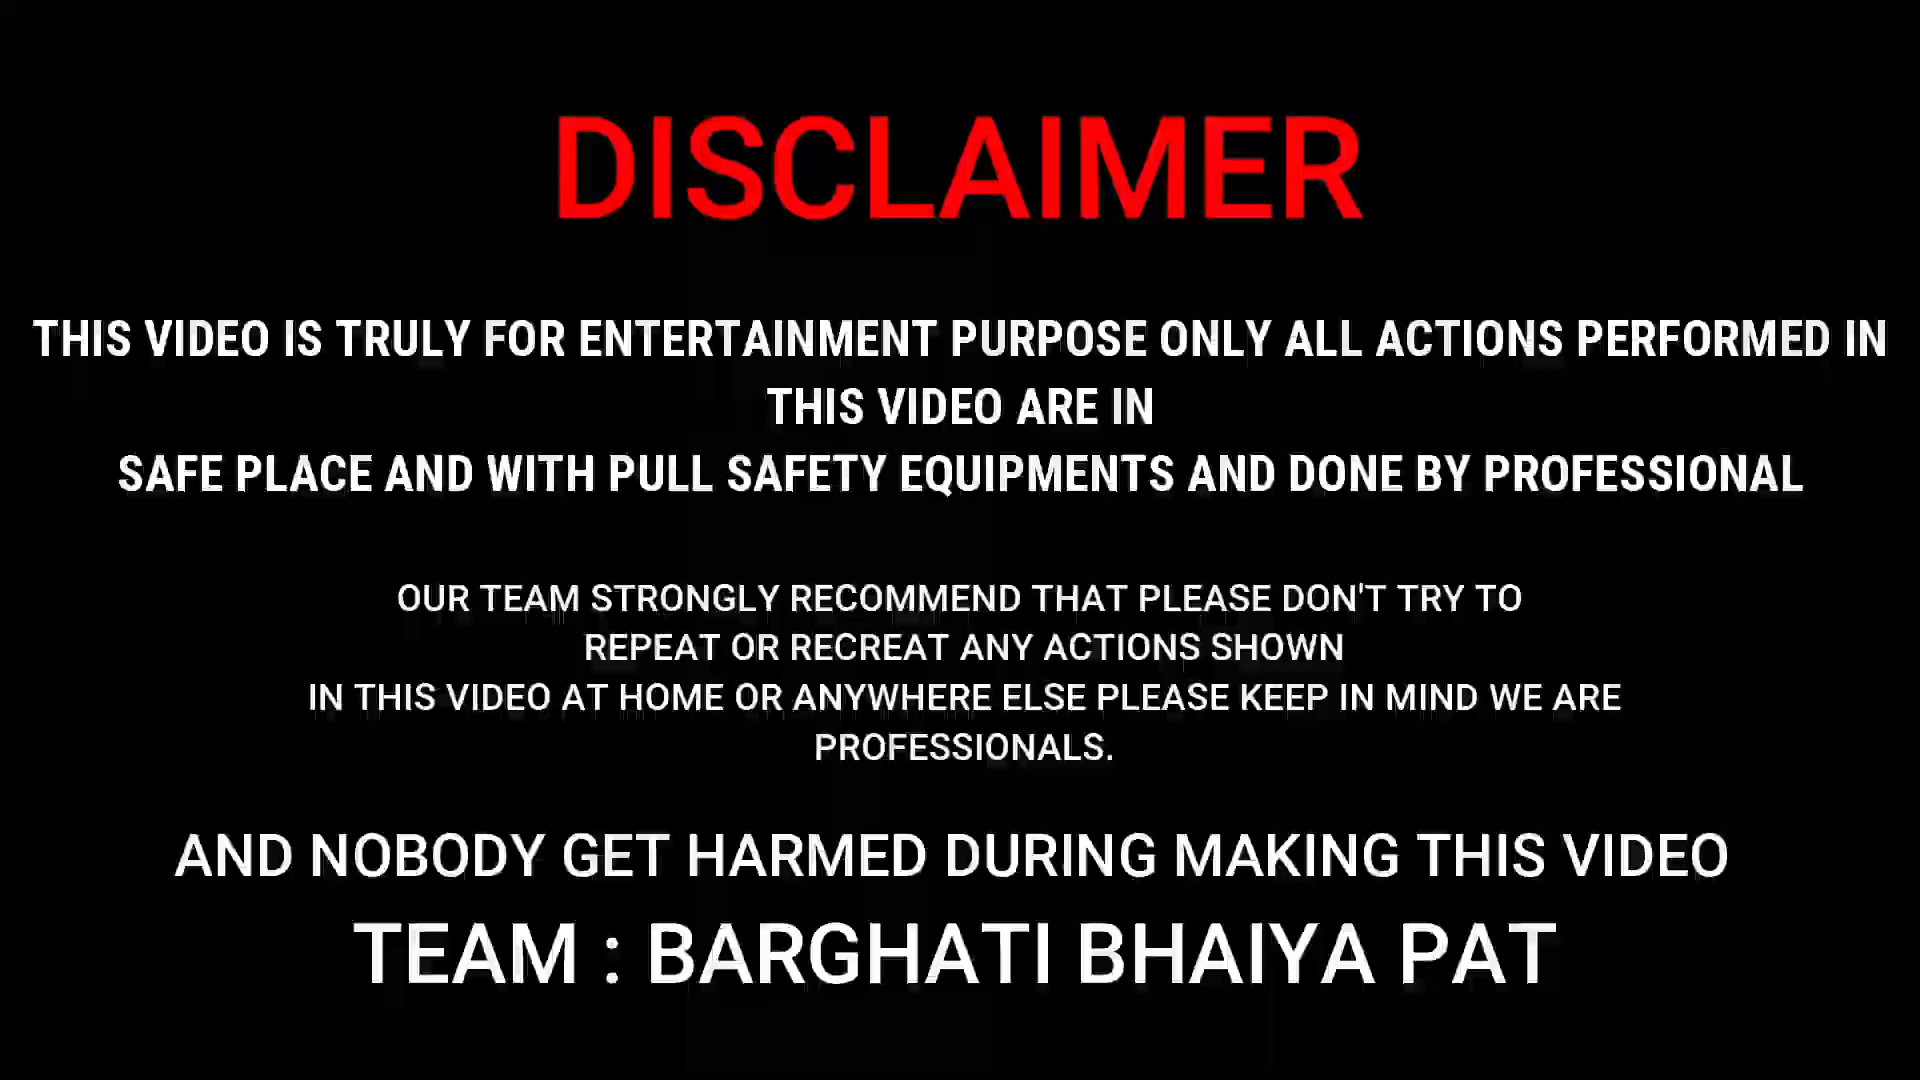 DISCLAIMER
THIS VIDEO IS TRULY FOR ENTERTAINMENT PURPOSE ONLY ALL ACTIONS PERFORMED IN
THIS VIDEO ARE IN
SAFE PLACE AND WITH PULL SAFETY EQUIPMENTS AND DONE BY PROFESSIONAL
OUR TEAM STRONGLY RECOMMEND THAT PLEASE DON'T TRY TO
REPEAT OR RECREAT ANY ACTIONS SHOWN
IN THIS VIDEO AT HOME OR ANYWHERE ELSE PLEASE KEEP IN MIND WE ARE
PROFESSIONALS.
AND NOBODY GET HARMED DURING MAKING THIS VIDEO
TEAM : BARGHATI BHAIYA PAT